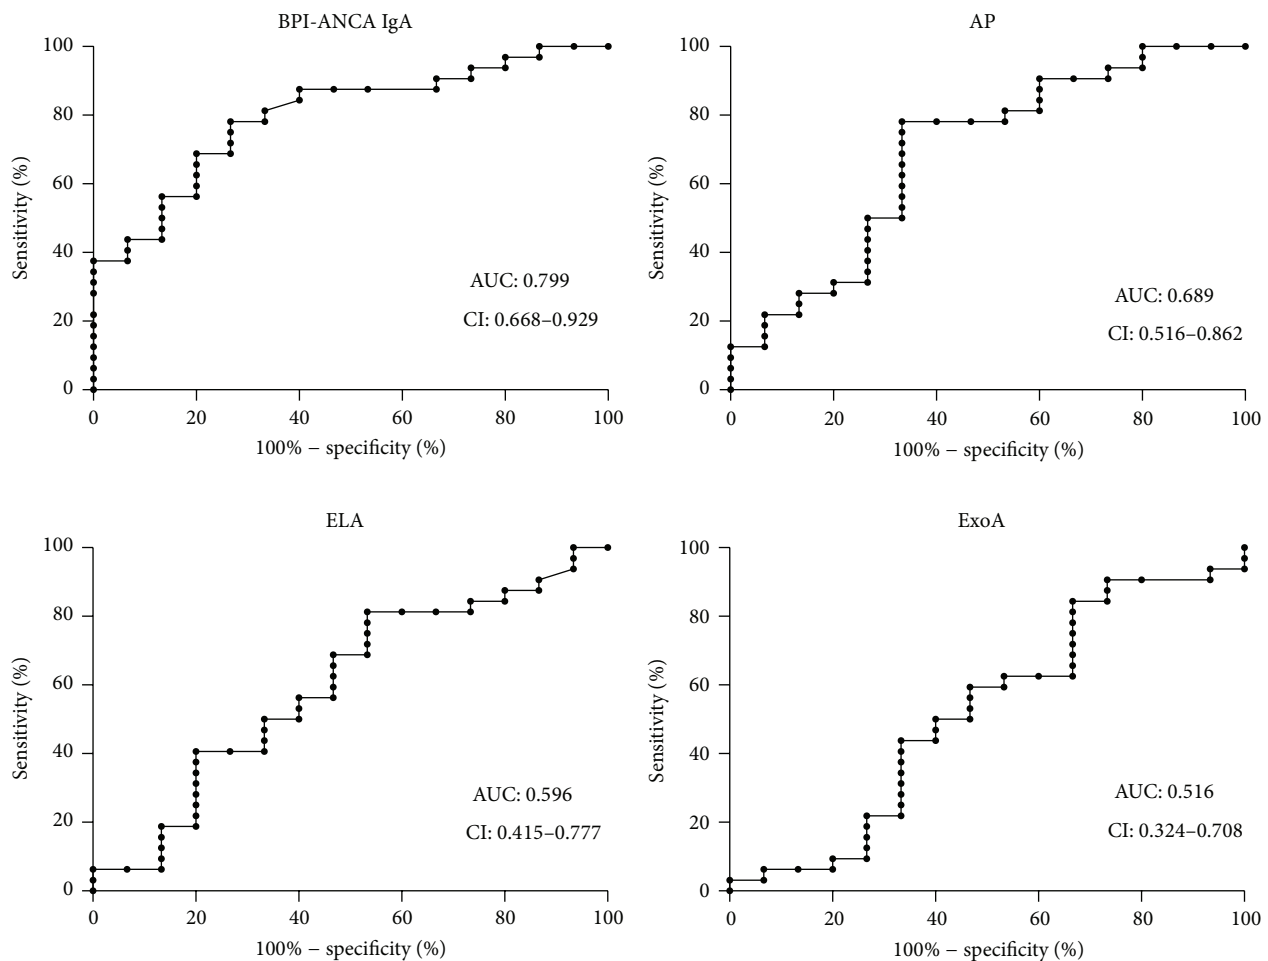 BPI-ANCA IgA
100
80
60
40
20
0
Sensitivity (%)
AUC: 0.799
CI: 0.668–0.929
0 20 40 60 80 100
100% − specificity (%)
AP
100
80
60
40
20
0
Sensitivity (%)
AUC: 0.689
CI: 0.516–0.862
0 20 40 60 80 100
100% − specificity (%)
ELA
100
80
60
40
20
0
Sensitivity (%)
AUC: 0.596
CI: 0.415–0.777
0 20 40 60 80 100
100% − specificity (%)
ExoA
100
80
60
40
20
0
Sensitivity (%)
AUC: 0.516
CI: 0.324–0.708
0 20 40 60 80 100
100% − specificity (%)